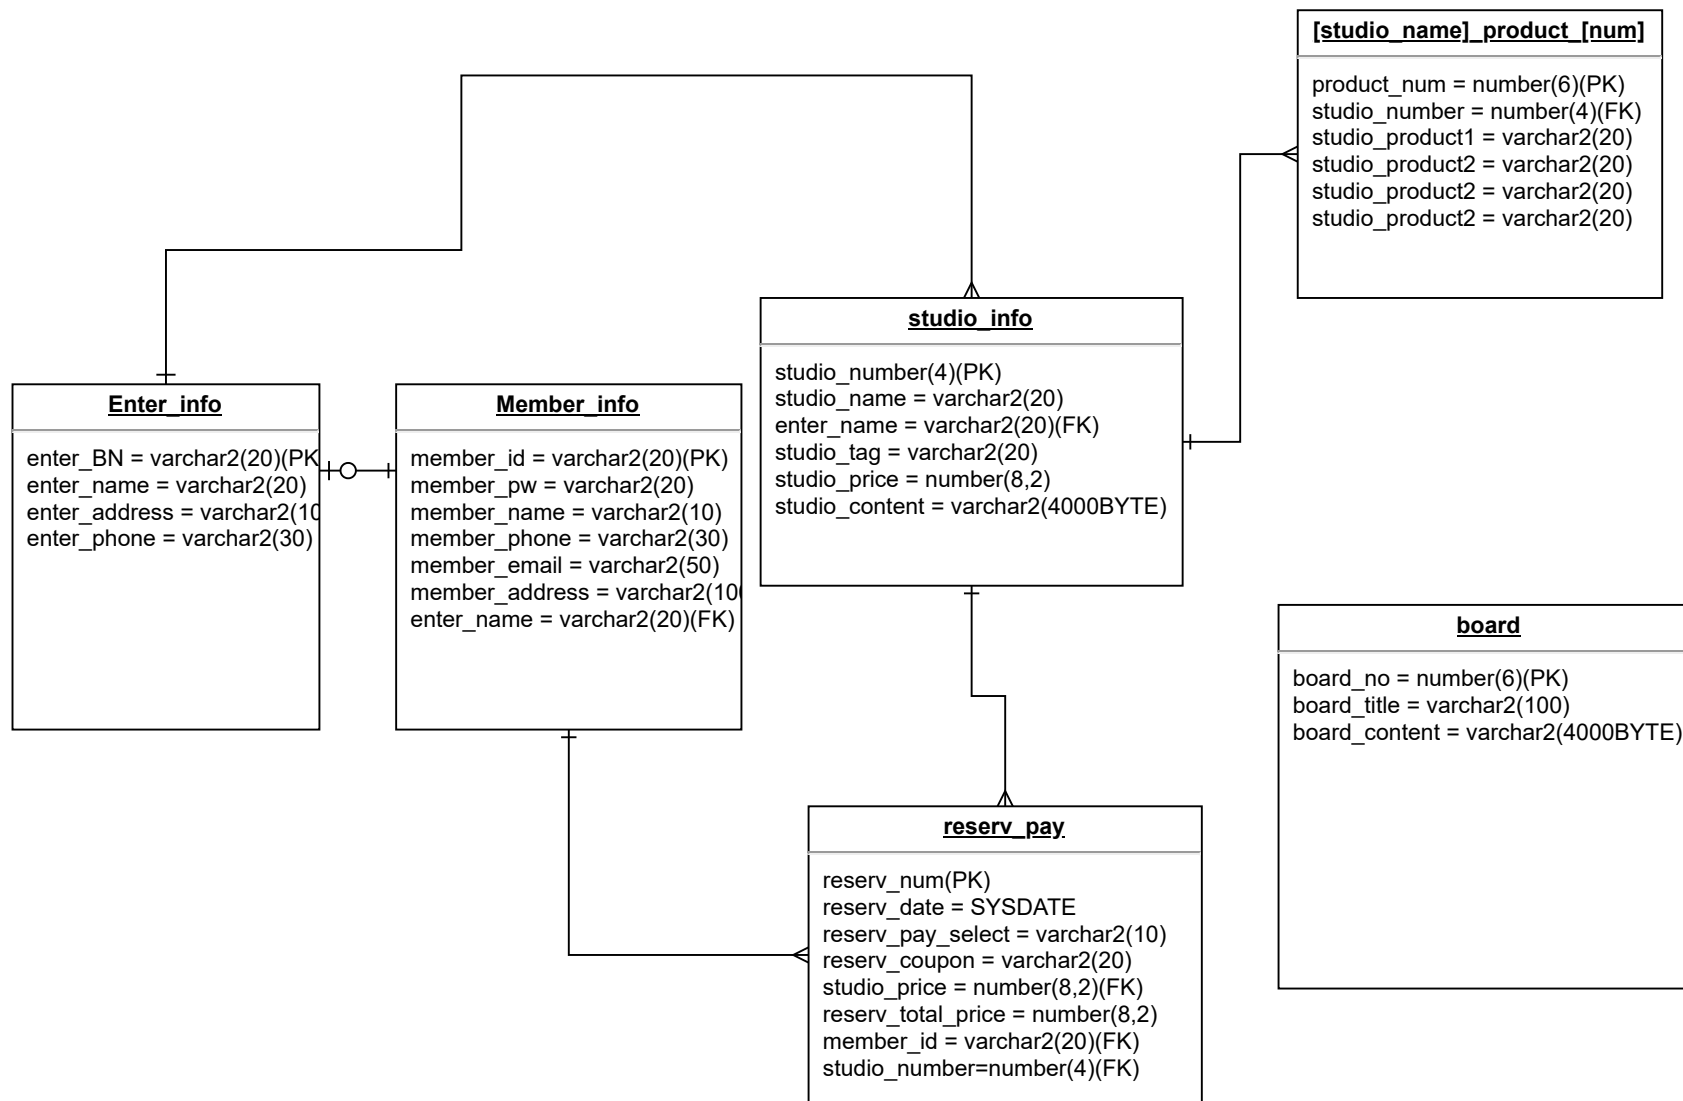 [studio_name]_product_[num]
product_num = number(6)(PK)
studio_number = number(4)(FK)
studio_product1 = varchar2(20)
studio_product2 = varchar2(20)
studio_product2 = varchar2(20)
studio_product2 = varchar2(20)
studio_info
studio_number(4)(PK)
studio_name = varchar2(20)
enter_name = varchar2(20)(FK)
studio_tag = varchar2(20)
studio_price = number(8,2)
studio_content = varchar2(4000BYTE)
Enter_info
enter_BN = varchar2(20)(PK
enter_name = varchar2(20)
enter_address = varchar2(10
enter_phone = varchar2(30)
Member_info
member_id = varchar2(20)(PK)
member_pw = varchar2(20)
member_name = varchar2(10)
member_phone = varchar2(30)
member_email = varchar2(50)
member_address = varchar2(100
enter_name = varchar2(20)(FK)
board
board_no = number(6)(PK)
board_title = varchar2(100)
board_content = varchar2(4000BYTE)
reserv_pay
reserv_num(PK)
reserv_date = SYSDATE
reserv_pay_select = varchar2(10)
reserv_coupon = varchar2(20)
studio_price = number(8,2)(FK)
reserv_total_price = number(8,2)
member_id = varchar2(20)(FK)
studio_number=number(4)(FK)